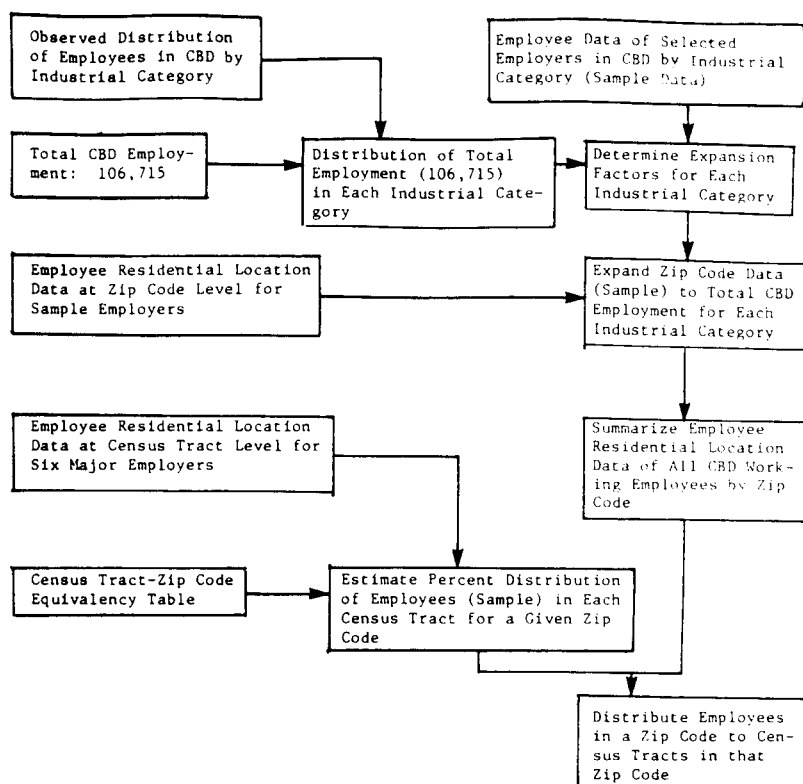 Observed Distribution
of Employees in CBD by
Industrial Category
Employee Data of Selected
Employers in CBD by Industrial
Category (Sample Data)
Total CBD Employ-
ment: 106,715
Distribution of Total
Employment (106,715)
in Each Industrial Cate-
gory
Determine Expansion
Factors for Each
Industrial Category
Employee Residential Location
Data at Zip Code Level for
Sample Employers
Expand Zip Code Data
(Sample) to Total CBD
Employment for Each
Industrial Category
Employee Residential Location
Data at Census Tract Level for
Six Major Employers
Summarize Employee
Residential Location
Data of All CBD Work-
ing Employees by Zip
Code
Census Tract-Zip Code
Equivalency Table
Estimate Percent Distribution
of Employees (Sample) in Each
Census Tract for a Given Zip
Code
Distribute Employees
in a Zip Code to Cen-
sus Tracts in that
Zip Code